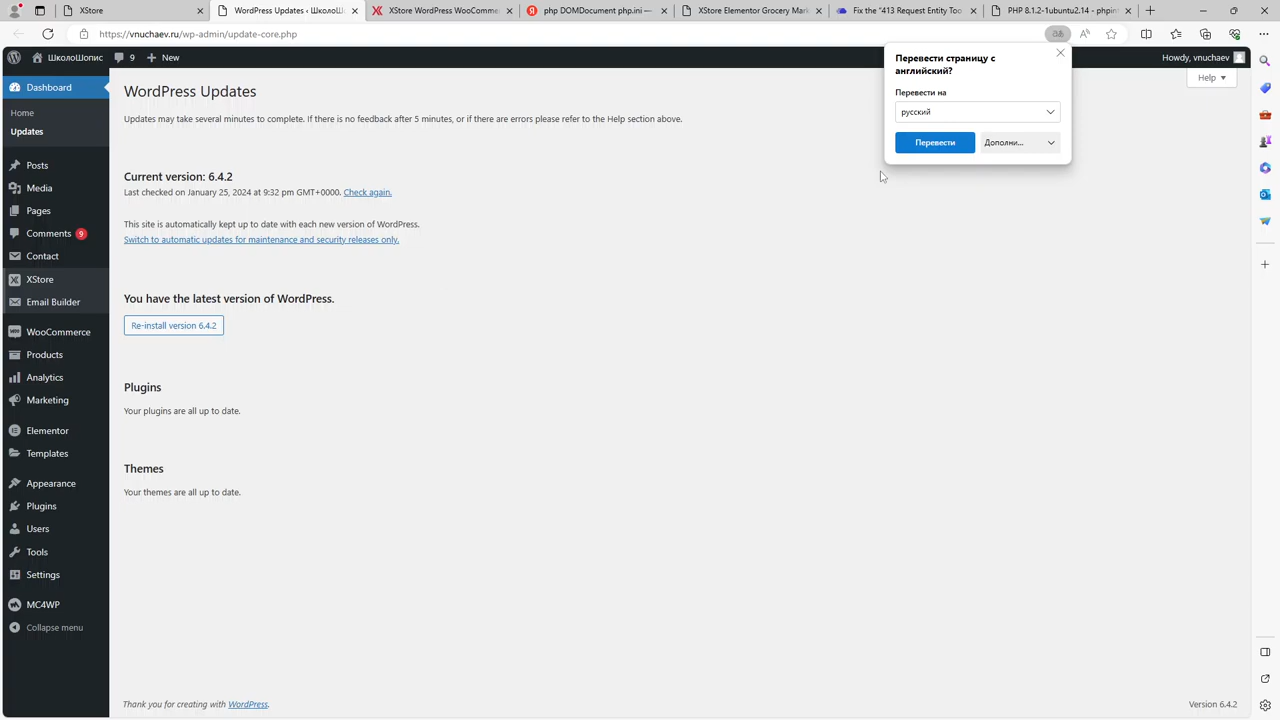 XStore
WordPress Updates ‹ ШколоШ
XStore WordPress WooComme
php DOMDocument php.ini —
XStore Elementor Grocery Mark
Fix the "413 Request Entity Too
PHP 8.1.2-1ubuntu2.14 - phpin
https://vnuchaev.ru/wp-admin/update-core.php
ШколоШопис
9
New
Howdy, vnuchaev
Dashboard
Home
Updates
Posts
Media
Pages
Comments 9
Contact
XStore
Email Builder
WooCommerce
Products
Analytics
Marketing
Elementor
Templates
Appearance
Plugins
Users
Tools
Settings
MC4WP
Collapse menu
Help
WordPress Updates
Updates may take several minutes to complete. If there is no feedback after 5 minutes, or if there are errors please refer to the Help section above.
Current version: 6.4.2
Last checked on January 25, 2024 at 9:32 pm GMT+0000. Check again.
This site is automatically kept up to date with each new version of WordPress.
Switch to automatic updates for maintenance and security releases only.
You have the latest version of WordPress.
Re-install version 6.4.2
Plugins
Your plugins are all up to date.
Themes
Your themes are all up to date.
Thank you for creating with WordPress.
Version 6.4.2
Перевести страницу с
английский?
Перевести на
русский
Перевести
Дополни...